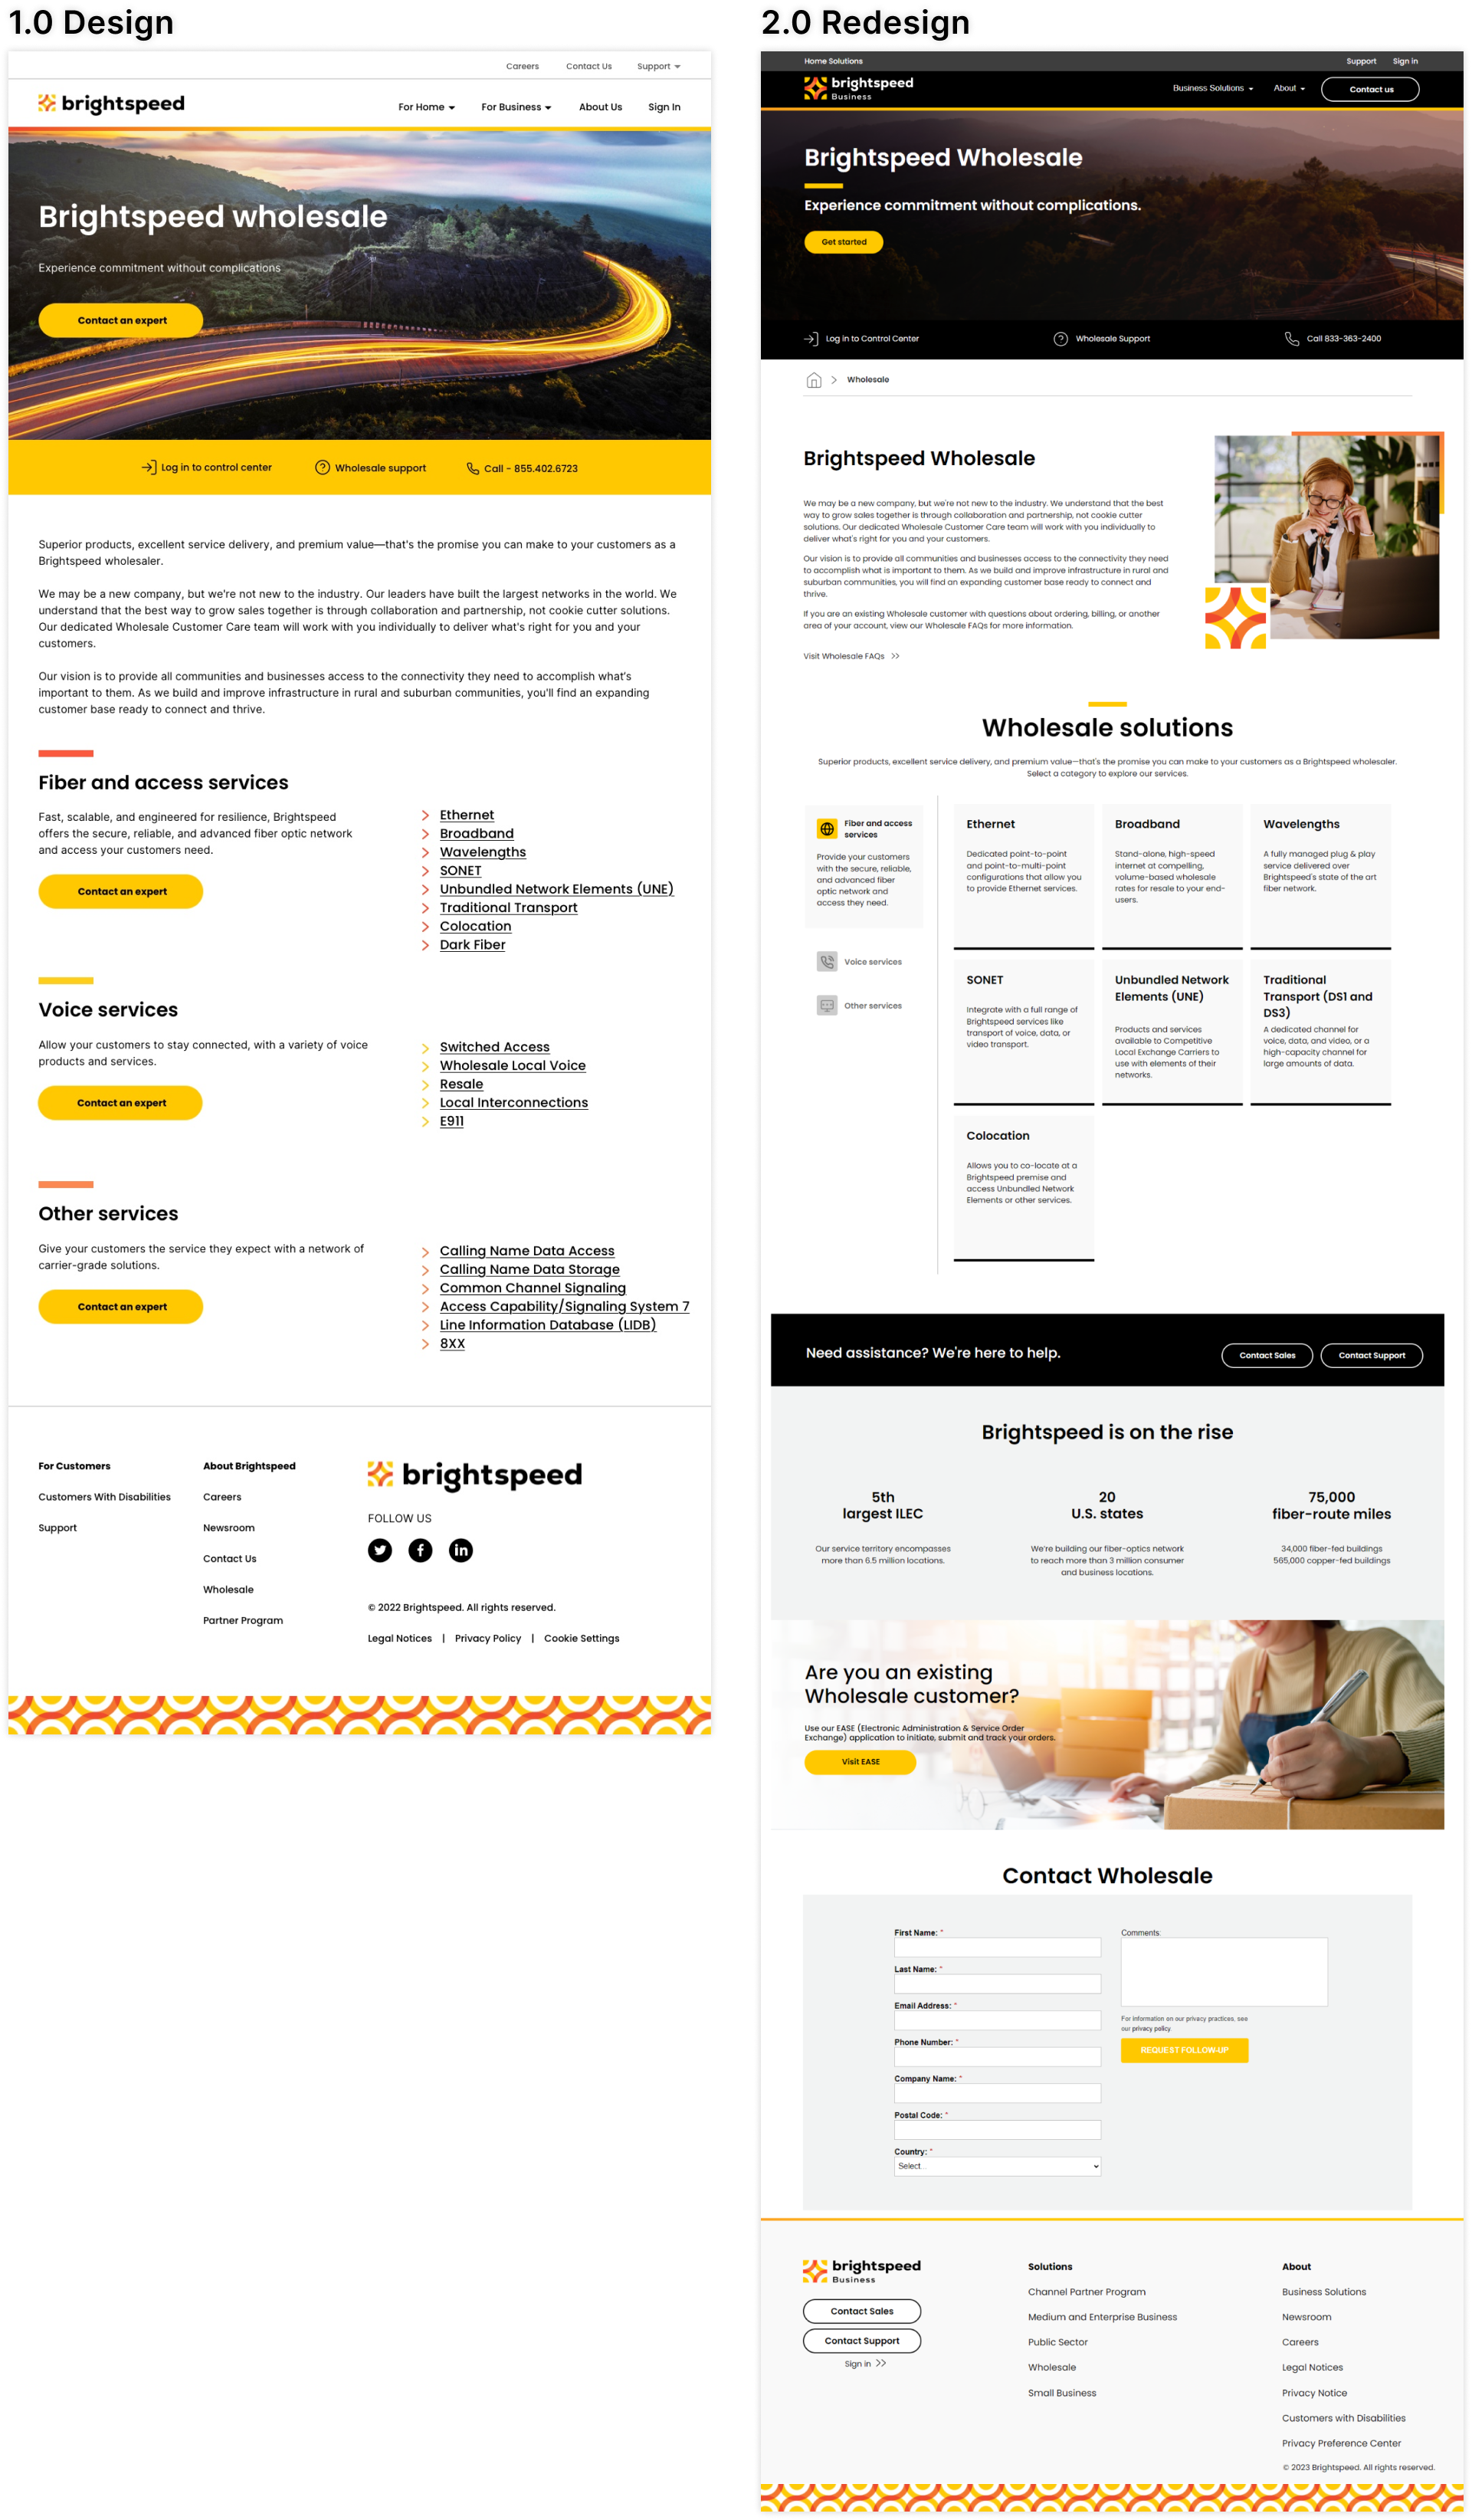 1.0 Design
Careers Contact Us Support
brightspeed
For Home For Business About Us Sign In
Brightspeed wholesale
Experience commitment without complications
Contact an expert
Log in to control center Wholesale support Call - 855.402.6723
Superior products, excellent service delivery, and premium value—that's the promise you can make to your customers as a
Brightspeed wholesaler.
We may be a new company, but we're not new to the industry. Our leaders have built the largest networks in the world. We
understand that the best way to grow sales together is through collaboration and partnership, not cookie cutter solutions.
Our dedicated Wholesale Customer Care team will work with you individually to deliver what's right for you and your
customers.
Our vision is to provide all communities and businesses access to the connectivity they need to accomplish what's
important to them. As we build and improve infrastructure in rural and suburban communities, you'll find an expanding
customer base ready to connect and thrive.
Fiber and access services
Fast, scalable, and engineered for resilience, Brightspeed
offers the secure, reliable, and advanced fiber optic network
and access your customers need.
Contact an expert
Ethernet
Broadband
Wavelengths
SONET
Unbundled Network Elements (UNE)
Traditional Transport
Colocation
Dark Fiber
Voice services
Allow your customers to stay connected, with a variety of voice
products and services.
Contact an expert
Switched Access
Wholesale Local Voice
Resale
Local Interconnections
E911
Other services
Give your customers the service they expect with a network of
carrier-grade solutions.
Contact an expert
Calling Name Data Access
Calling Name Data Storage
Common Channel Signaling
Access Capability/Signaling System 7
Line Information Database (LIDB)
8XX
For Customers
Customers With Disabilities
Support
About Brightspeed
Careers
Newsroom
Contact Us
Wholesale
Partner Program
brightspeed
FOLLOW US
© 2022 Brightspeed. All rights reserved.
Legal Notices | Privacy Policy | Cookie Settings
2.0 Redesign
Home Solutions Support Sign in
brightspeed
Business
Business Solutions About Contact us
Brightspeed Wholesale
Experience commitment without complications.
Get started
Log in to Control Center Wholesale Support Call 833-363-2400
Wholesale
Brightspeed Wholesale
We may be a new company, but we're not new to the industry. We understand that the best
way to grow sales together is through collaboration and partnership, not cookie cutter
solutions. Our dedicated Wholesale Customer Care team will work with you individually to
deliver what's right for you and your customers.
Our vision is to provide all communities and businesses access to the connectivity they need
to accomplish what is important to them. As we build and improve infrastructure in rural and
suburban communities, you will find an expanding customer base ready to connect and
thrive.
If you are an existing Wholesale customer with questions about ordering, billing, or another
area of your account, view our Wholesale FAQs for more information.
Visit Wholesale FAQs
Wholesale solutions
Superior products, excellent service delivery, and premium value—that's the promise you can make to your customers as a Brightspeed wholesaler.
Select a category to explore our services.
Fiber and access
services
Provide your customers
with the secure, reliable,
and advanced fiber
optic network and
access they need.
Voice services
Other services
Ethernet
Dedicated point-to-point
and point-to-multi-point
configurations that allow you
to provide Ethernet services.
Broadband
Stand-alone, high-speed
internet at compelling,
volume-based wholesale
rates for resale to your end-
users.
Wavelengths
A fully managed plug & play
service delivered over
Brightspeed's state of the art
fiber network.
SONET
Integrate with a full range of
Brightspeed services like
transport of voice, data, or
video transport.
Unbundled Network
Elements (UNE)
Products and services
available to Competitive
Local Exchange Carriers to
use with elements of their
networks.
Traditional
Transport (DS1 and
DS3)
A dedicated channel for
voice, data, and video, or a
high-capacity channel for
large amounts of data.
Colocation
Allows you to co-locate at a
Brightspeed premise and
access Unbundled Network
Elements or other services.
Need assistance? We're here to help.
Contact Sales Contact Support
Brightspeed is on the rise
5th
largest ILEC
Our service territory encompasses
more than 6.5 million locations.
20
U.S. states
We're building our fiber-optics network
to reach more than 3 million consumer
and business locations.
75,000
fiber-route miles
34,000 fiber-fed buildings
565,000 copper-fed buildings
Are you an existing
Wholesale customer?
Use our EASE (Electronic Administration & Service Order
Exchange) application to initiate, submit and track your orders.
Visit EASE
Contact Wholesale
First Name: *
Last Name: *
Email Address: *
Phone Number: *
Company Name: *
Postal Code: *
Country: *
Select...
Comments:
For information on our privacy practices, see
our privacy policy
REQUEST FOLLOW-UP
brightspeed
Business
Contact Sales
Contact Support
Sign in
Solutions
Channel Partner Program
Medium and Enterprise Business
Public Sector
Wholesale
Small Business
About
Business Solutions
Newsroom
Careers
Legal Notices
Privacy Notice
Customers with Disabilities
Privacy Preference Center
© 2023 Brightspeed. All rights reserved.